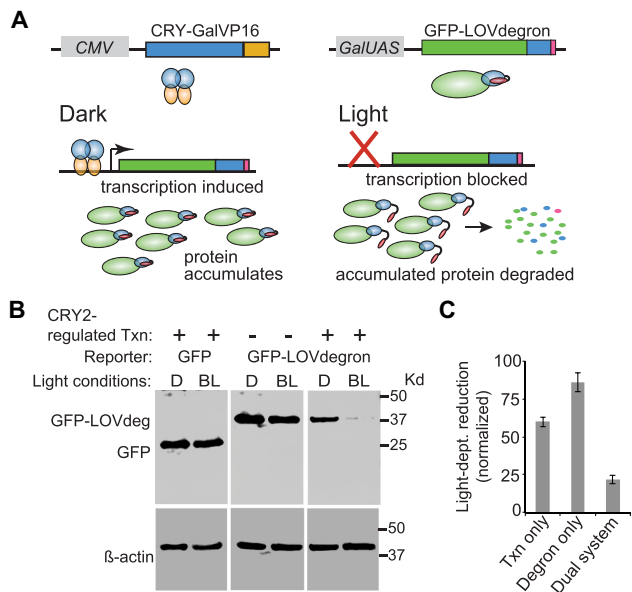 A
CRY-GalVP16
CMV
GFP-LOVdegron
GalUAS
Dark
Light
transcription induced
transcription blocked
protein
accumulates
accumulated protein degraded
B
CRY2-
regulated Txn: + + - - + +
Reporter: GFP GFP-LOVdegron
Light conditions: D BL D BL D BL Kd
50
GFP-LOVdeg
37
GFP
25
50
ß-actin
37
C
Light-dept. reduction
(normalized)
100
75
50
25
0
Txn only
Degron only
Dual system